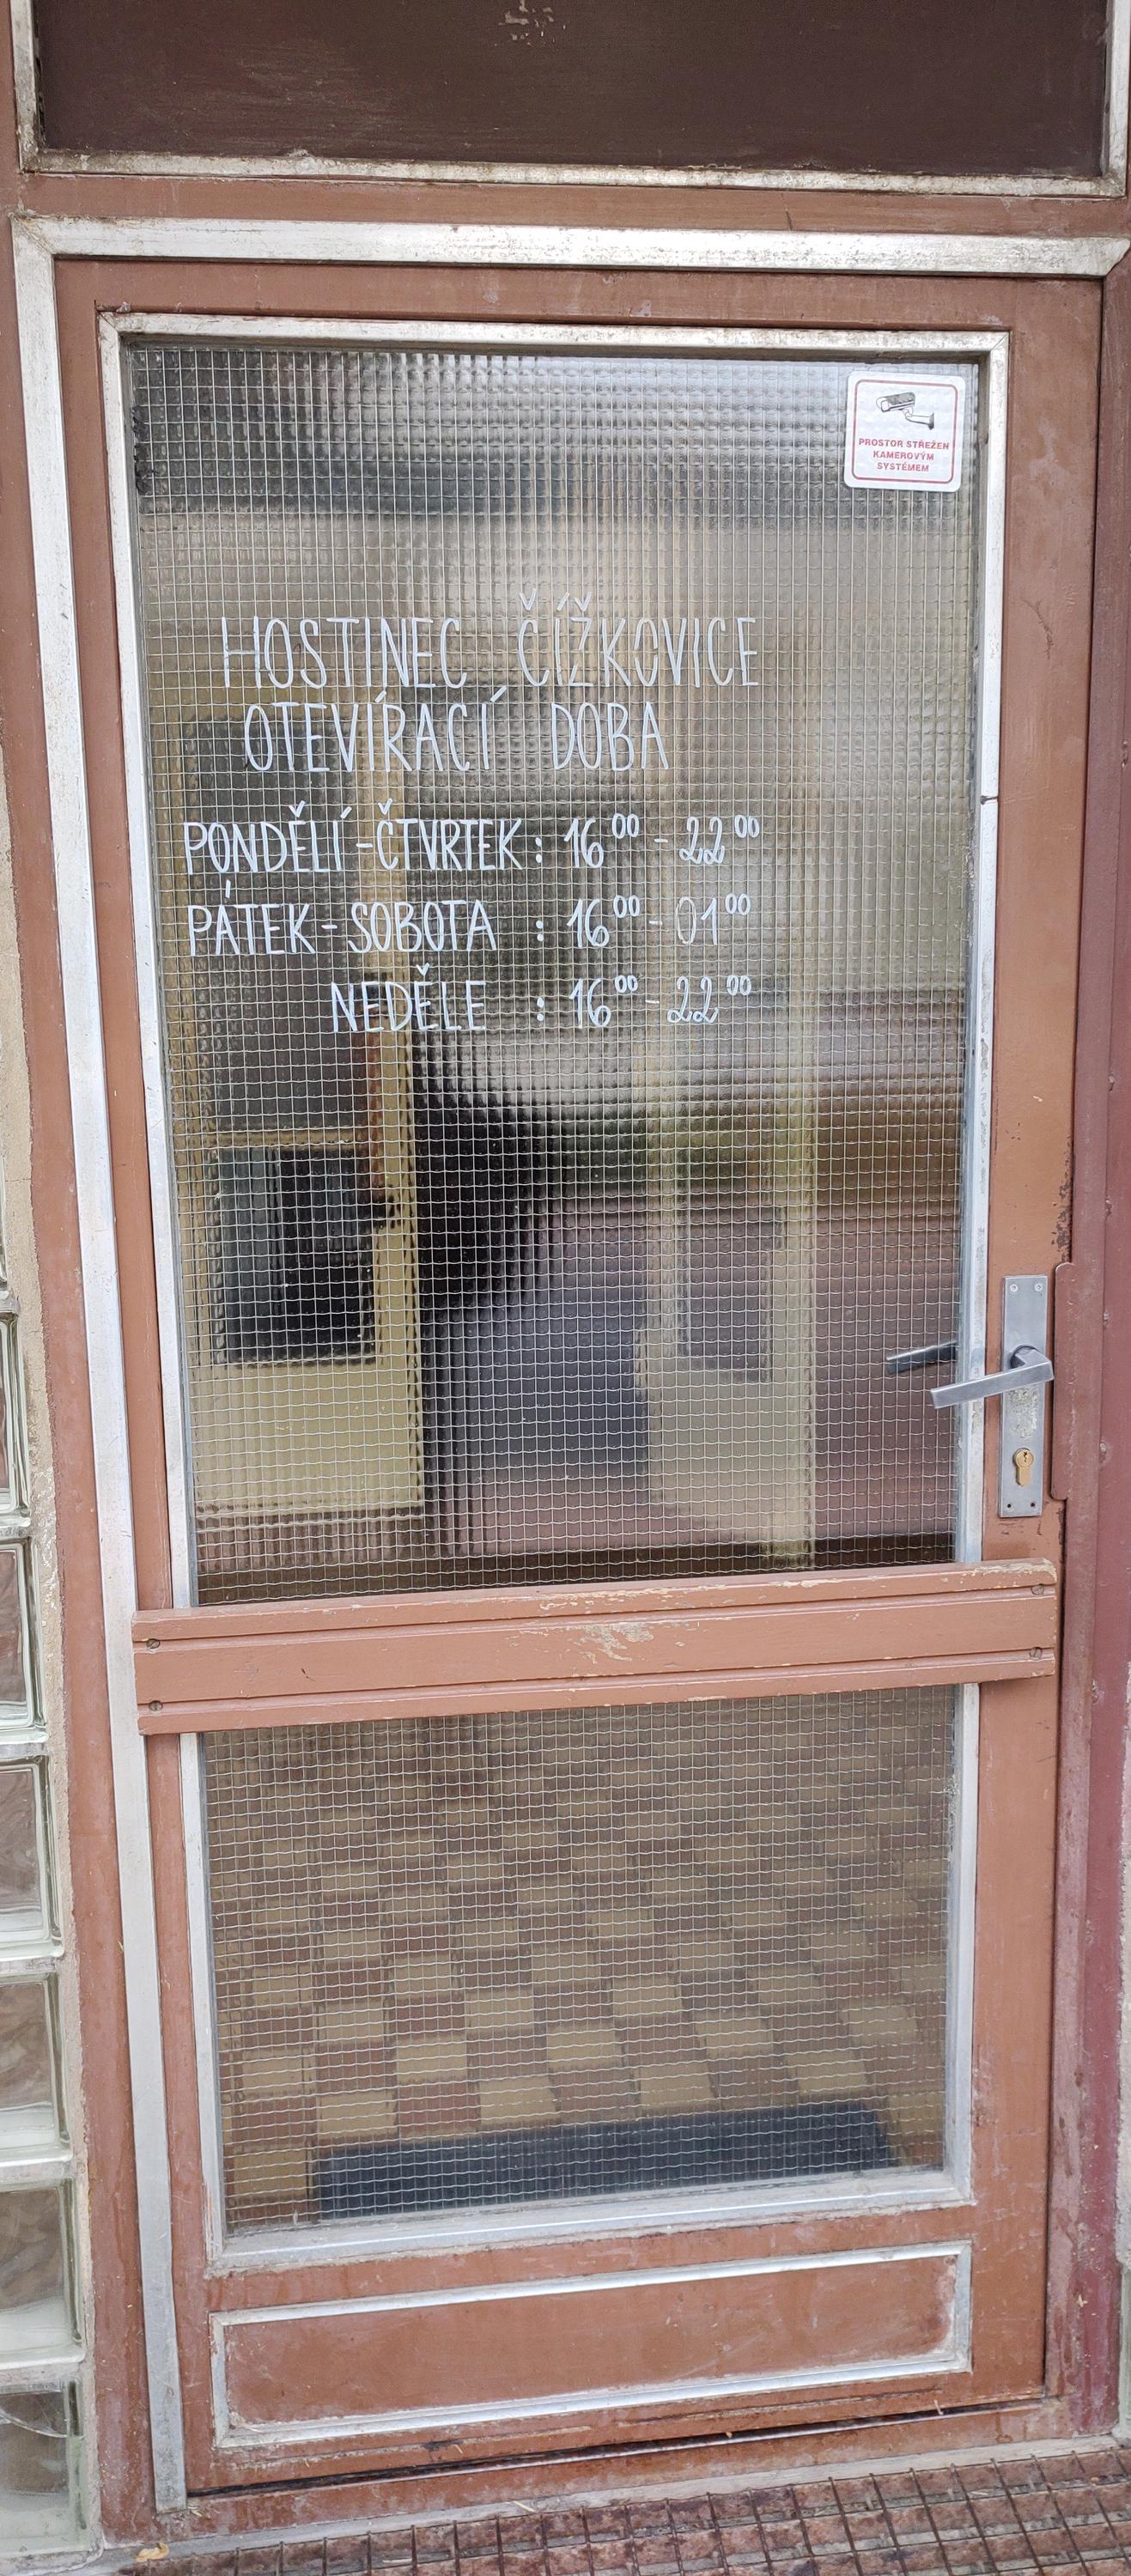 PROSTOR STŘEŽEN
KAMEROVÝM
SYSTÉMEM
HOSTINEC ČÍŽKOVICE
OTEVÍRACÍ DOBA
PONDĚLÍ-ČTVRTEK: 16⁰⁰ - 22⁰⁰
PÁTEK-SOBOTA : 16⁰⁰ - 01⁰⁰
NEDĚLE : 16⁰⁰ - 22⁰⁰